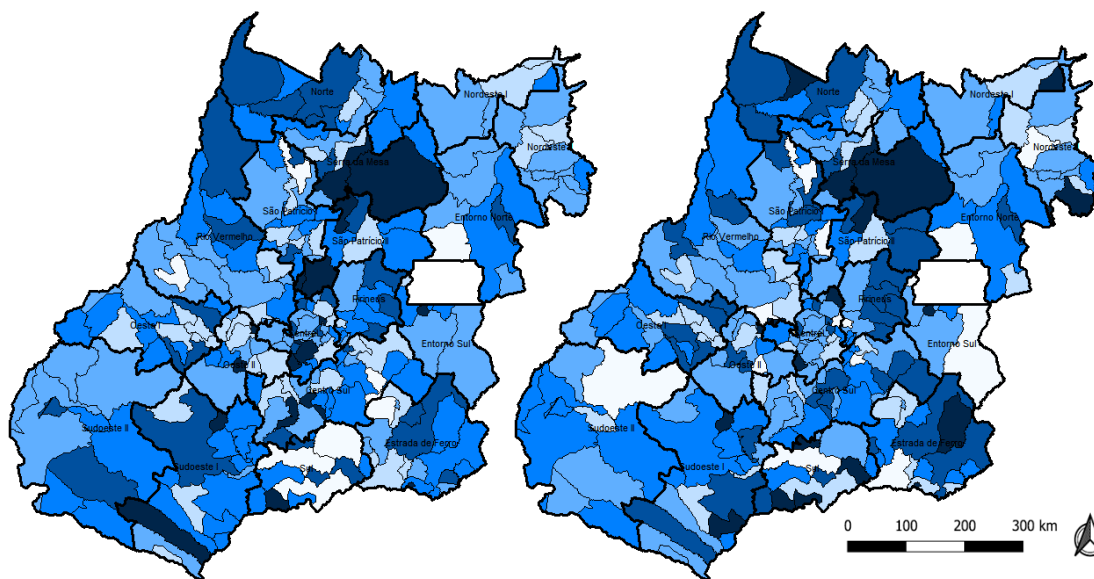 Norte
Nordeste I
Nordeste
Serra da Mesa
São Patrício I
Entorno Norte
Rio Vermelho
São Patrício II
Pirineus
Oeste I
Central
Entorno Sul
Oeste II
Centro Sul
Sudoeste II
Estrada de Ferro
Sudoeste I
Sul
Norte
Nordeste I
Nordeste
Serra da Mesa
São Patrício
Entorno Norte
Rio Vermelho
São Patrício II
Pirineus
Oeste I
Central
Entorno Sul
Oeste II
Centro Sul
Sudoeste II
Estrada de Ferro
Sudoeste I
Sul
0 100 200 300 km